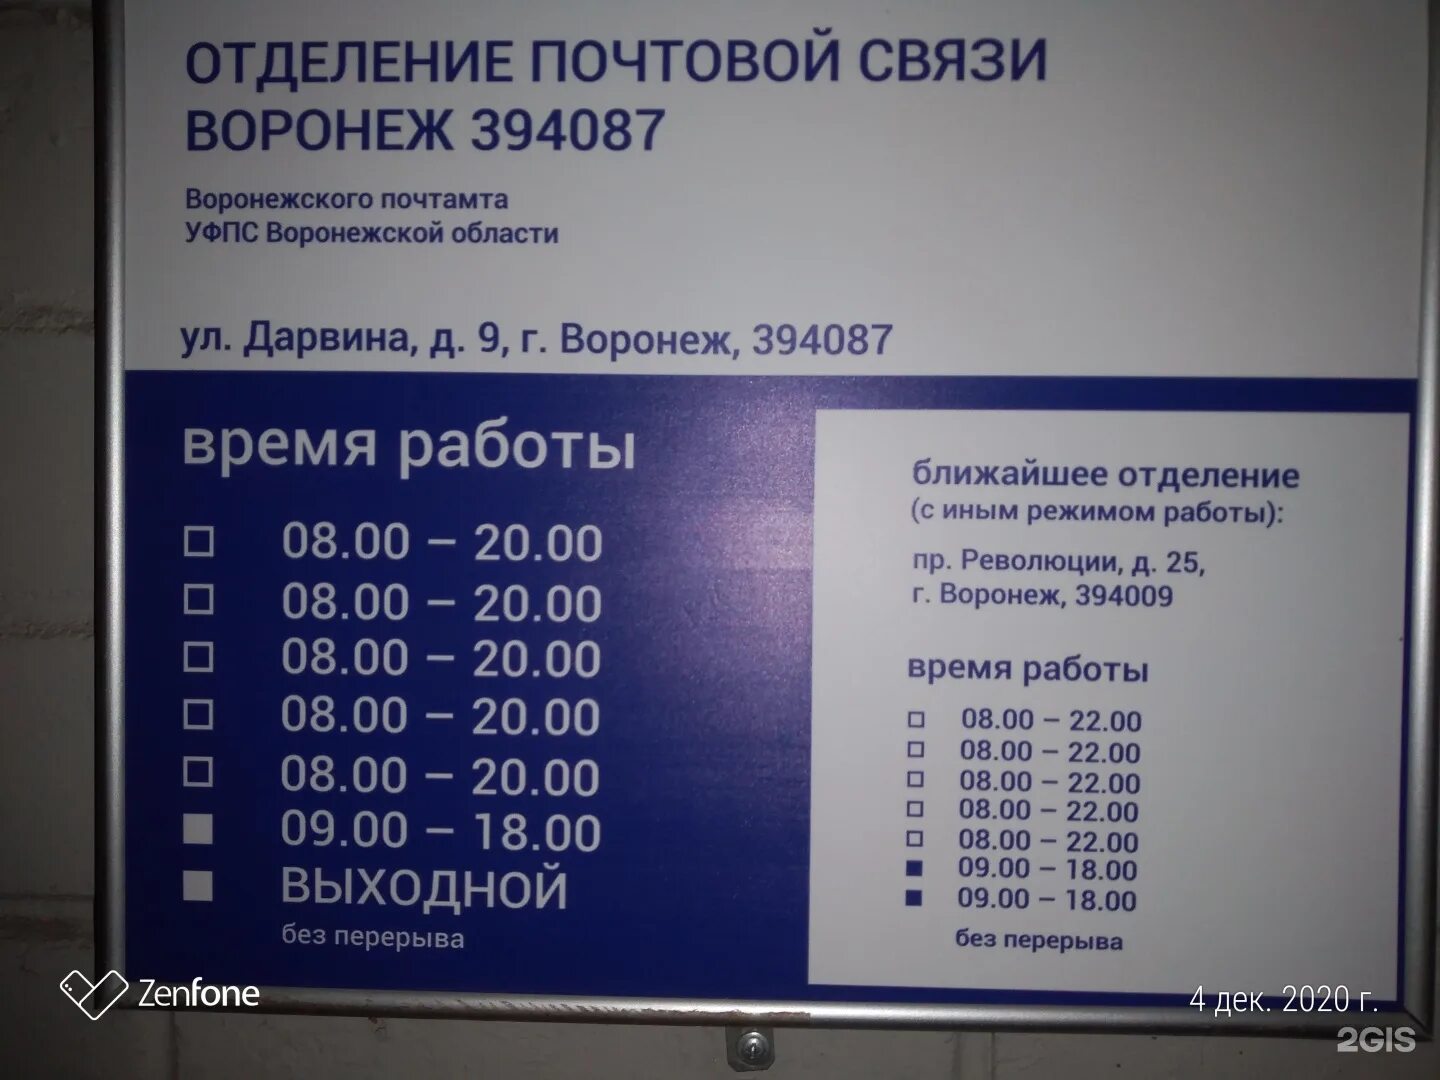 ОТДЕЛЕНИЕ ПОЧТОВОЙ СВЯЗИ
ВОРОНЕЖ 394087
Воронежского почтамта
УФПС Воронежской области
ул. Дарвина, д. 9, г. Воронеж, 394087
время работы
08.00 – 20.00
08.00 – 20.00
08.00 – 20.00
08.00 – 20.00
08.00 – 20.00
09.00 – 18.00
ВЫХОДНОЙ
без перерыва
ближайшее отделение
(с иным режимом работы):
пр. Революции, д. 25,
г. Воронеж, 394009
время работы
08.00 – 22.00
08.00 – 22.00
08.00 – 22.00
08.00 – 22.00
08.00 – 22.00
09.00 – 18.00
09.00 – 18.00
без перерыва
Zenfone
4 дек. 2020 г.
2GIS